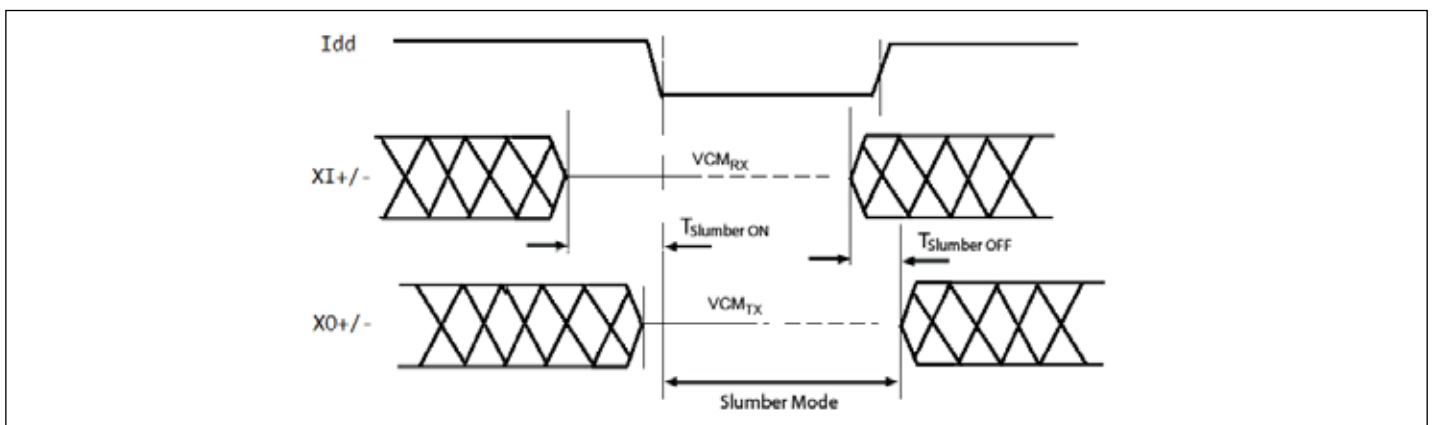 Idd
XI+/-
VCMRX
TSlumber ON
TSlumber OFF
XO+/-
VCMTX
Slumber Mode